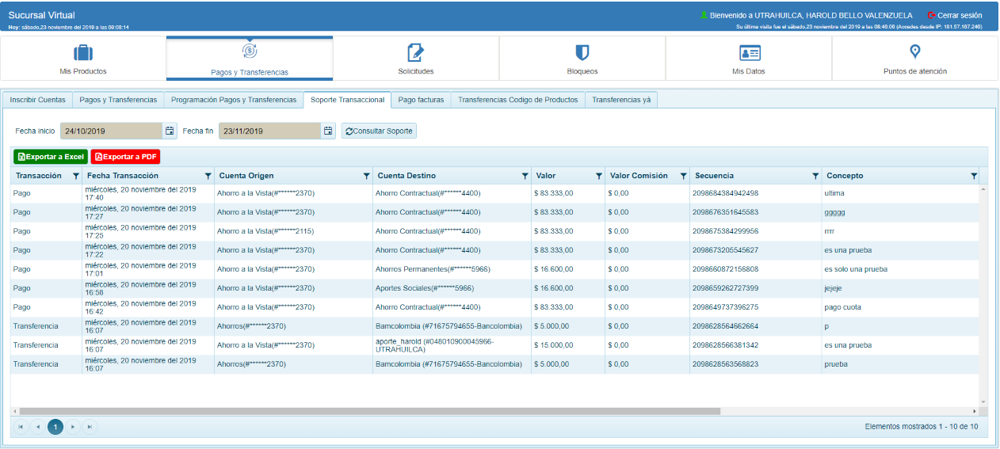 Sucursal Virtual
Bienvenido a UTRAHUILCA, HAROLD BELLO VALENZUELA Cerrar sesión
Hoy: sábado,23 noviembre del 2019 a las 09:08:14
Su última visita fue el sábado,23 noviembre del 2019 a las 08:46:06 (Accedes desde IP: 181.57.167.246)
Mis Productos Pagos y Transferencias Solicitudes Bloqueos Mis Datos Puntos de atención
Inscribir Cuentas Pagos y Transferencias Programación Pagos y Transferencias Soporte Transaccional Pago facturas Transferencias Codigo de Productos Transferencias yá
Fecha inicio 24/10/2019 Fecha fin 23/11/2019 Consultar Soporte
Exportar a Excel Exportar a PDF
Transacción Fecha Transacción Cuenta Origen Cuenta Destino Valor Valor Comisión Secuencia Concepto
Pago miércoles, 20 noviembre del 2019 17:40 Ahorro a la Vista(#******2370) Ahorro Contractual(#******4400) $ 83.333,00 $ 0,00 2098684384942498 ultima
Pago miércoles, 20 noviembre del 2019 17:27 Ahorro a la Vista(#******2370) Ahorro Contractual(#******4400) $ 83.333,00 $ 0,00 2098676351645583 ggggg
Pago miércoles, 20 noviembre del 2019 17:25 Ahorro a la Vista(#******2115) Ahorro Contractual(#******4400) $ 83.333,00 $ 0,00 2098675384299956 rrrr
Pago miércoles, 20 noviembre del 2019 17:22 Ahorro a la Vista(#******2370) Ahorro Contractual(#******4400) $ 83.333,00 $ 0,00 2098673205545627 es una prueba
Pago miércoles, 20 noviembre del 2019 17:01 Ahorro a la Vista(#******2370) Ahorros Permanentes(#******5966) $ 16.600,00 $ 0,00 2098660872156808 es solo una prueba
Pago miércoles, 20 noviembre del 2019 16:58 Ahorro a la Vista(#******2370) Aportes Sociales(#******5966) $ 16.600,00 $ 0,00 2098659262727399 jejeje
Pago miércoles, 20 noviembre del 2019 16:42 Ahorro a la Vista(#******2370) Ahorro Contractual(#******4400) $ 83.333,00 $ 0,00 2098649737396275 pago cuota
Transferencia miércoles, 20 noviembre del 2019 16:07 Ahorros(#******2370) Bamcolombia (#71675794655-Bancolombia) $ 5.000,00 $ 0,00 2098628564662664 p
Transferencia miércoles, 20 noviembre del 2019 16:07 Ahorro a la Vista(#******2370) aporte_harold (#048010900045966-UTRAHUILCA) $ 15.000,00 $ 0,00 2098628566381342 es una prueba
Transferencia miércoles, 20 noviembre del 2019 16:07 Ahorros(#******2370) Bamcolombia (#71675794655-Bancolombia) $ 5.000,00 $ 0,00 2098628563568823 prueba
1
Elementos mostrados 1 - 10 de 10